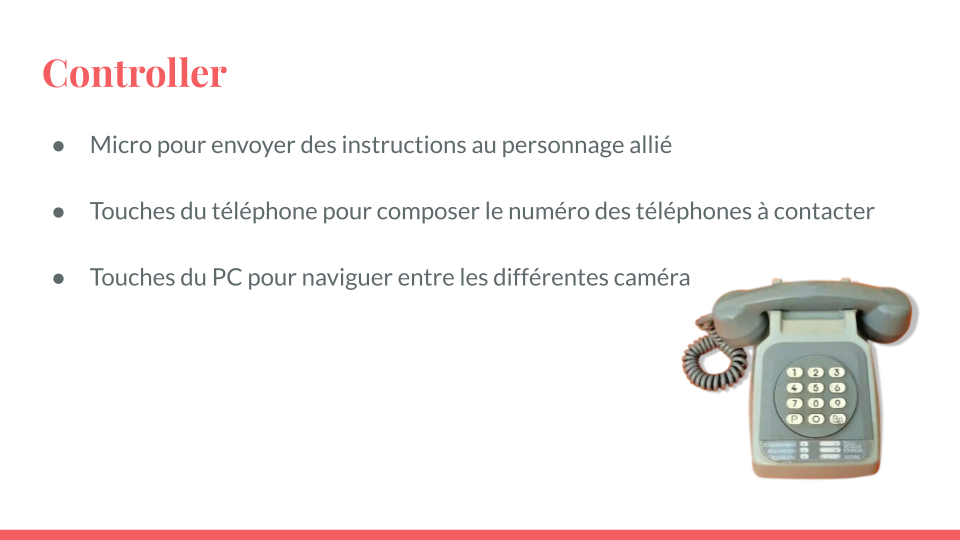 Controller
● Micro pour envoyer des instructions au personnage allié
● Touches du téléphone pour composer le numéro des téléphones à contacter
● Touches du PC pour naviguer entre les différentes caméra
1 2 3
4 5 6
7 8 9
P 0